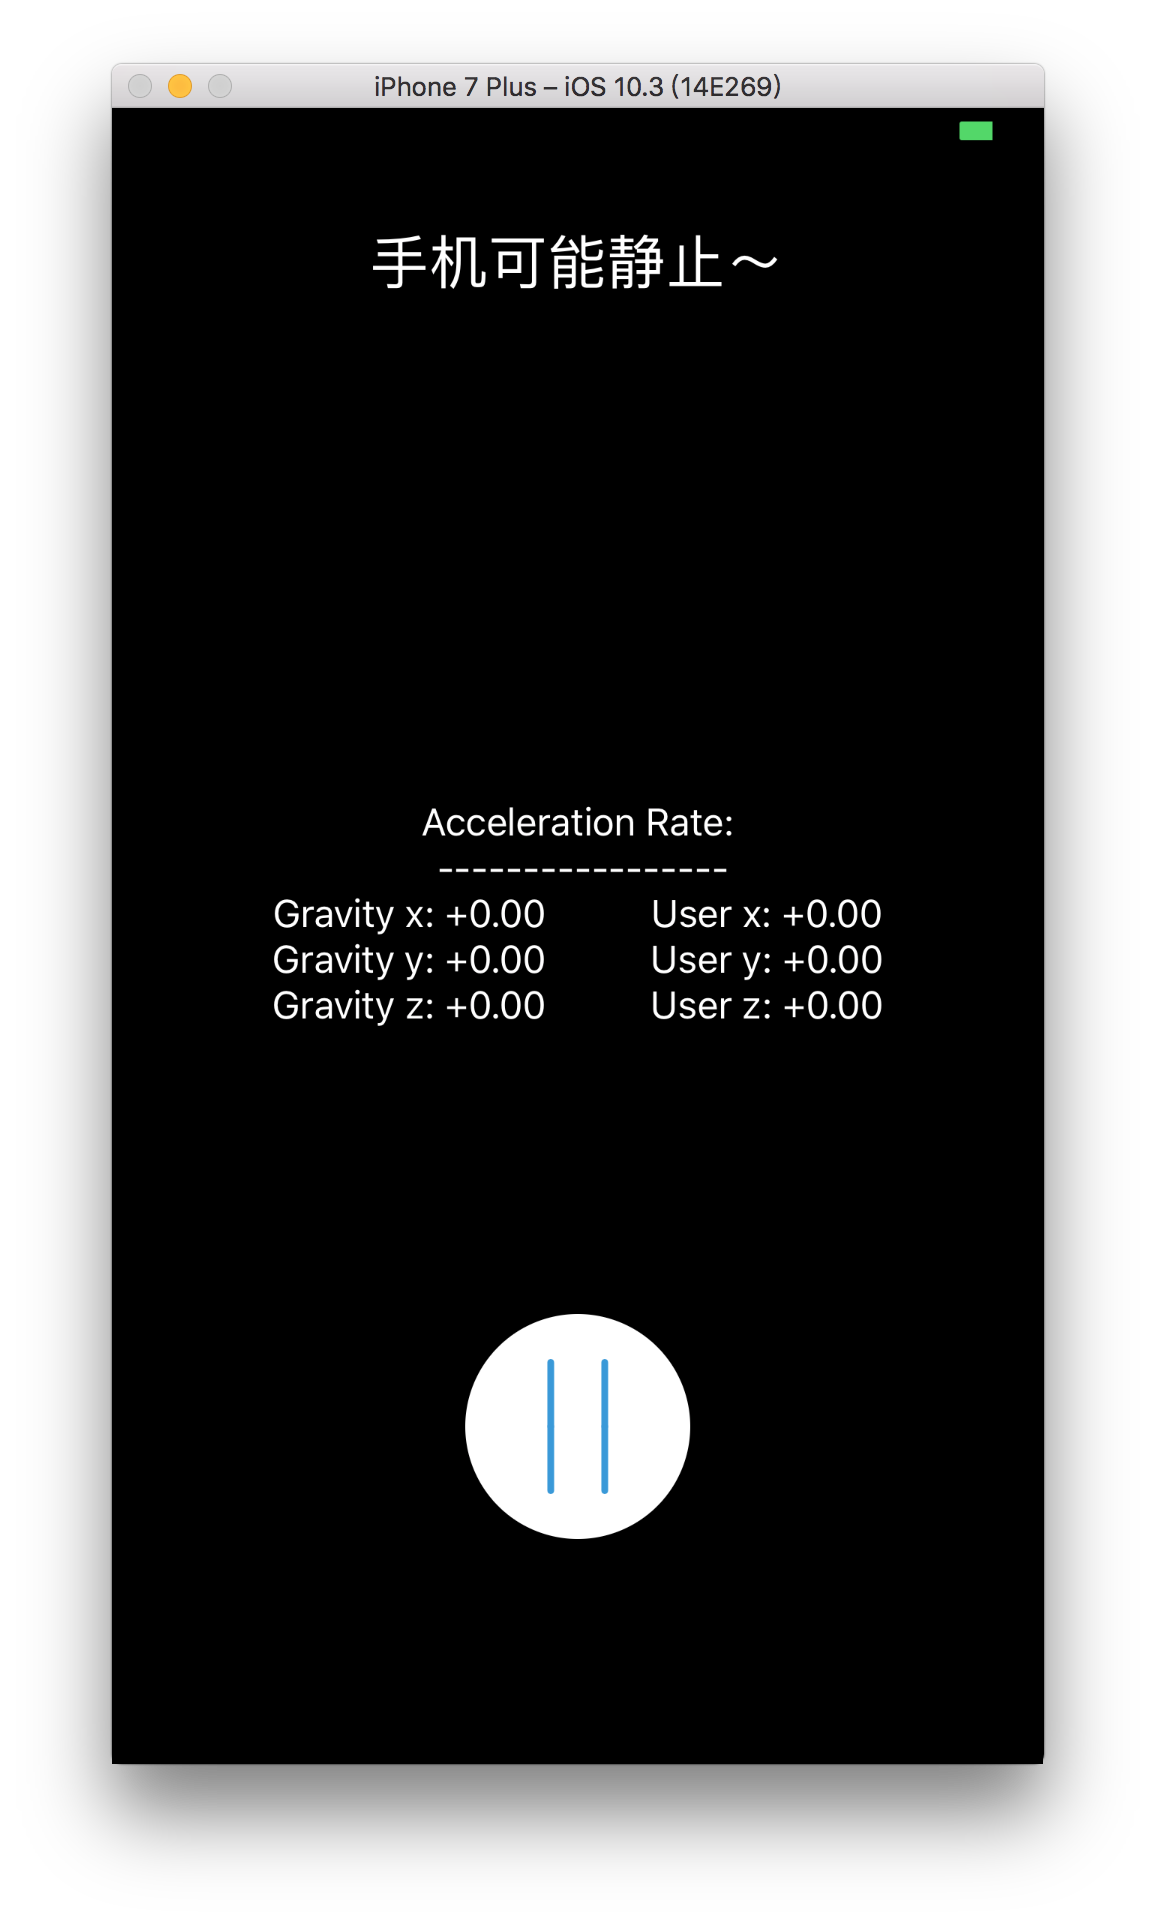 iPhone 7 Plus – iOS 10.3 (14E269)
手机可能静止～
Acceleration Rate:
-----------------
Gravity x: +0.00 User x: +0.00
Gravity y: +0.00 User y: +0.00
Gravity z: +0.00 User z: +0.00